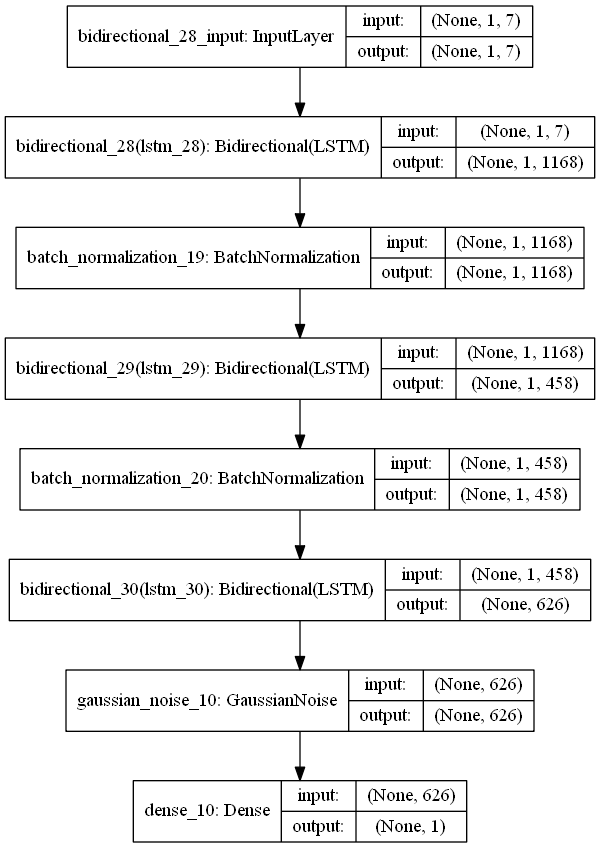 bidirectional_28_input: InputLayer
input: (None, 1, 7)
output: (None, 1, 7)
bidirectional_28(lstm_28): Bidirectional(LSTM)
input: (None, 1, 7)
output: (None, 1, 1168)
batch_normalization_19: BatchNormalization
input: (None, 1, 1168)
output: (None, 1, 1168)
bidirectional_29(lstm_29): Bidirectional(LSTM)
input: (None, 1, 1168)
output: (None, 1, 458)
batch_normalization_20: BatchNormalization
input: (None, 1, 458)
output: (None, 1, 458)
bidirectional_30(lstm_30): Bidirectional(LSTM)
input: (None, 1, 458)
output: (None, 626)
gaussian_noise_10: GaussianNoise
input: (None, 626)
output: (None, 626)
dense_10: Dense
input: (None, 626)
output: (None, 1)